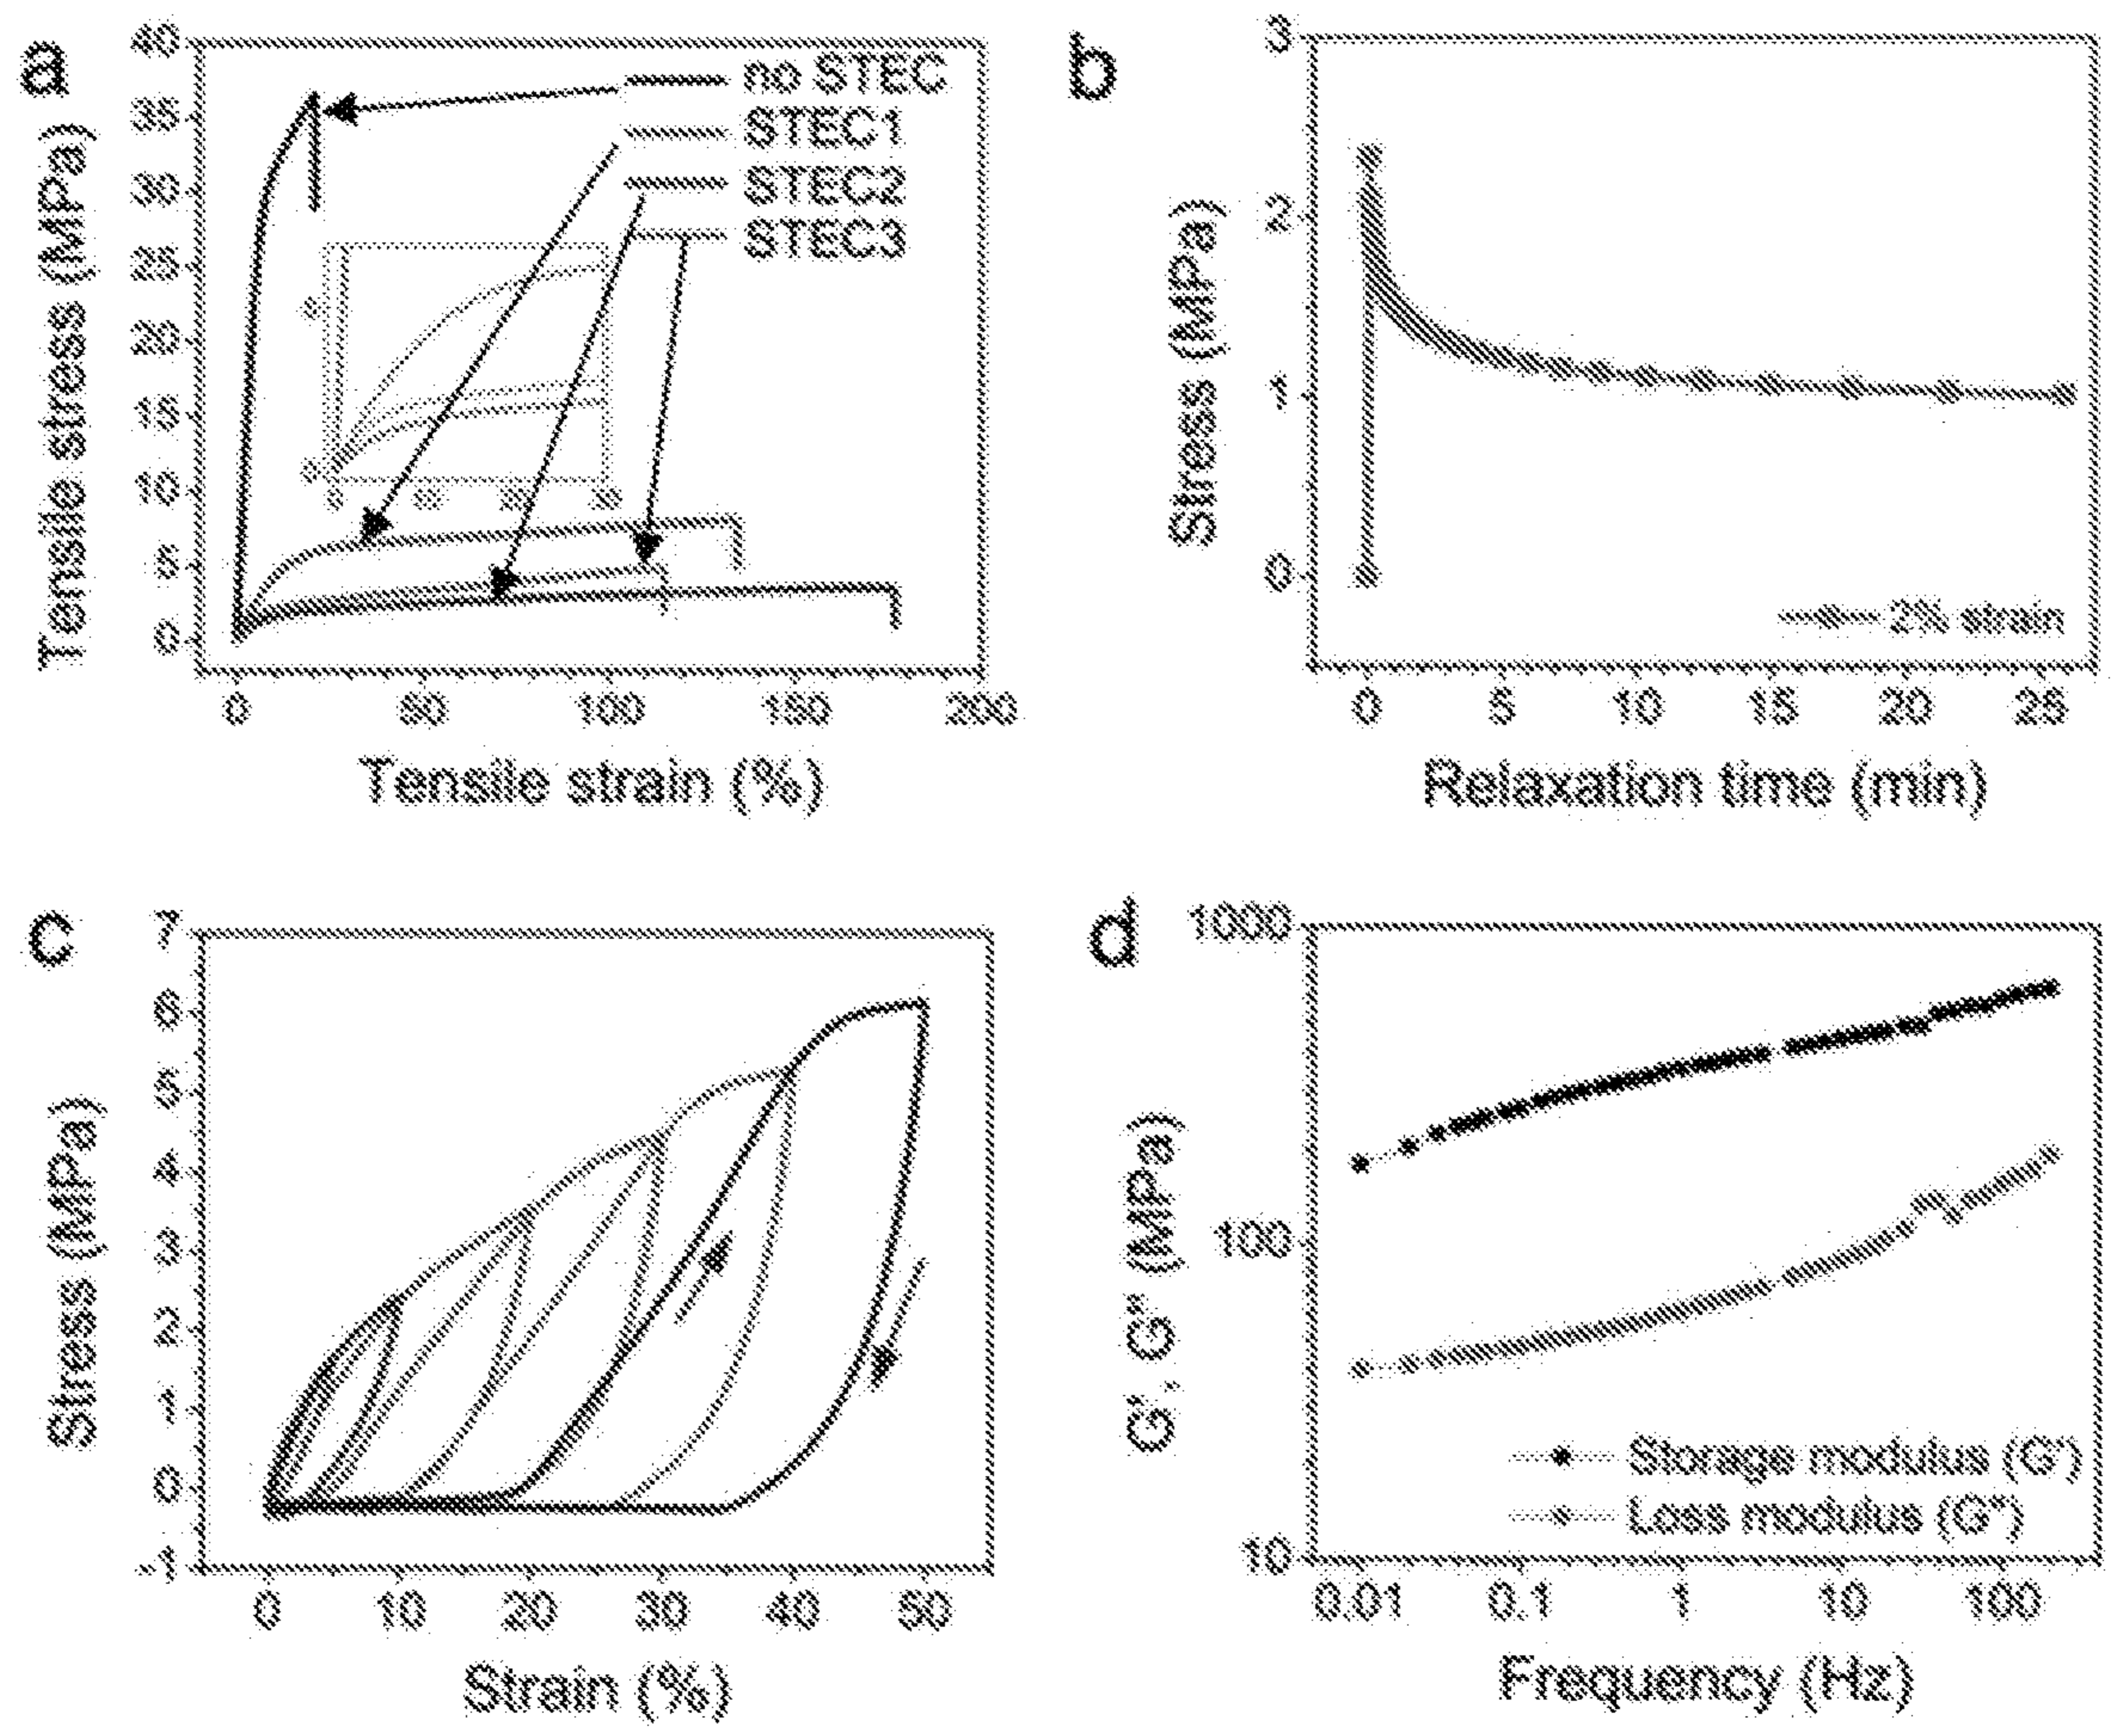 a
Tensile stress (MPa)
40
35
30
25
20
15
10
5
0
no STEC
STEC1
STEC2
STEC3
0
0
0 50 100 150 200
Tensile strain (%)
b
Stress (MPa)
3
2
1
0
2% strain
0 5 10 15 20 25
Relaxation time (min)
c
Stress (MPa)
7
6
5
4
3
2
1
0
-1
0 10 20 30 40 50
Strain (%)
d
G', G" (MPa)
1000
100
10
Storage modulus (G')
Loss modulus (G")
0.01 0.1 1 10 100
Frequency (Hz)